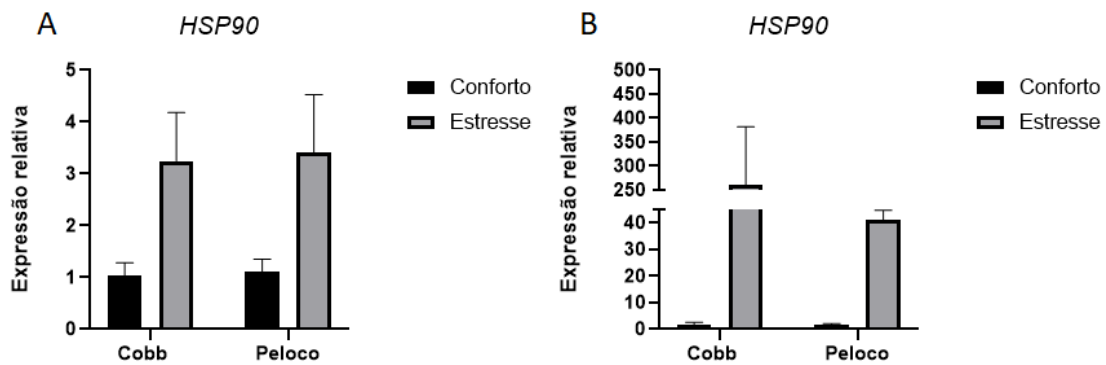 A
HSP90
Expressão relativa
5
4
3
2
1
0
Cobb
Peloco
Conforto
Estresse
B
HSP90
Expressão relativa
500
450
400
350
300
250
40
30
20
10
0
Cobb
Peloco
Conforto
Estresse